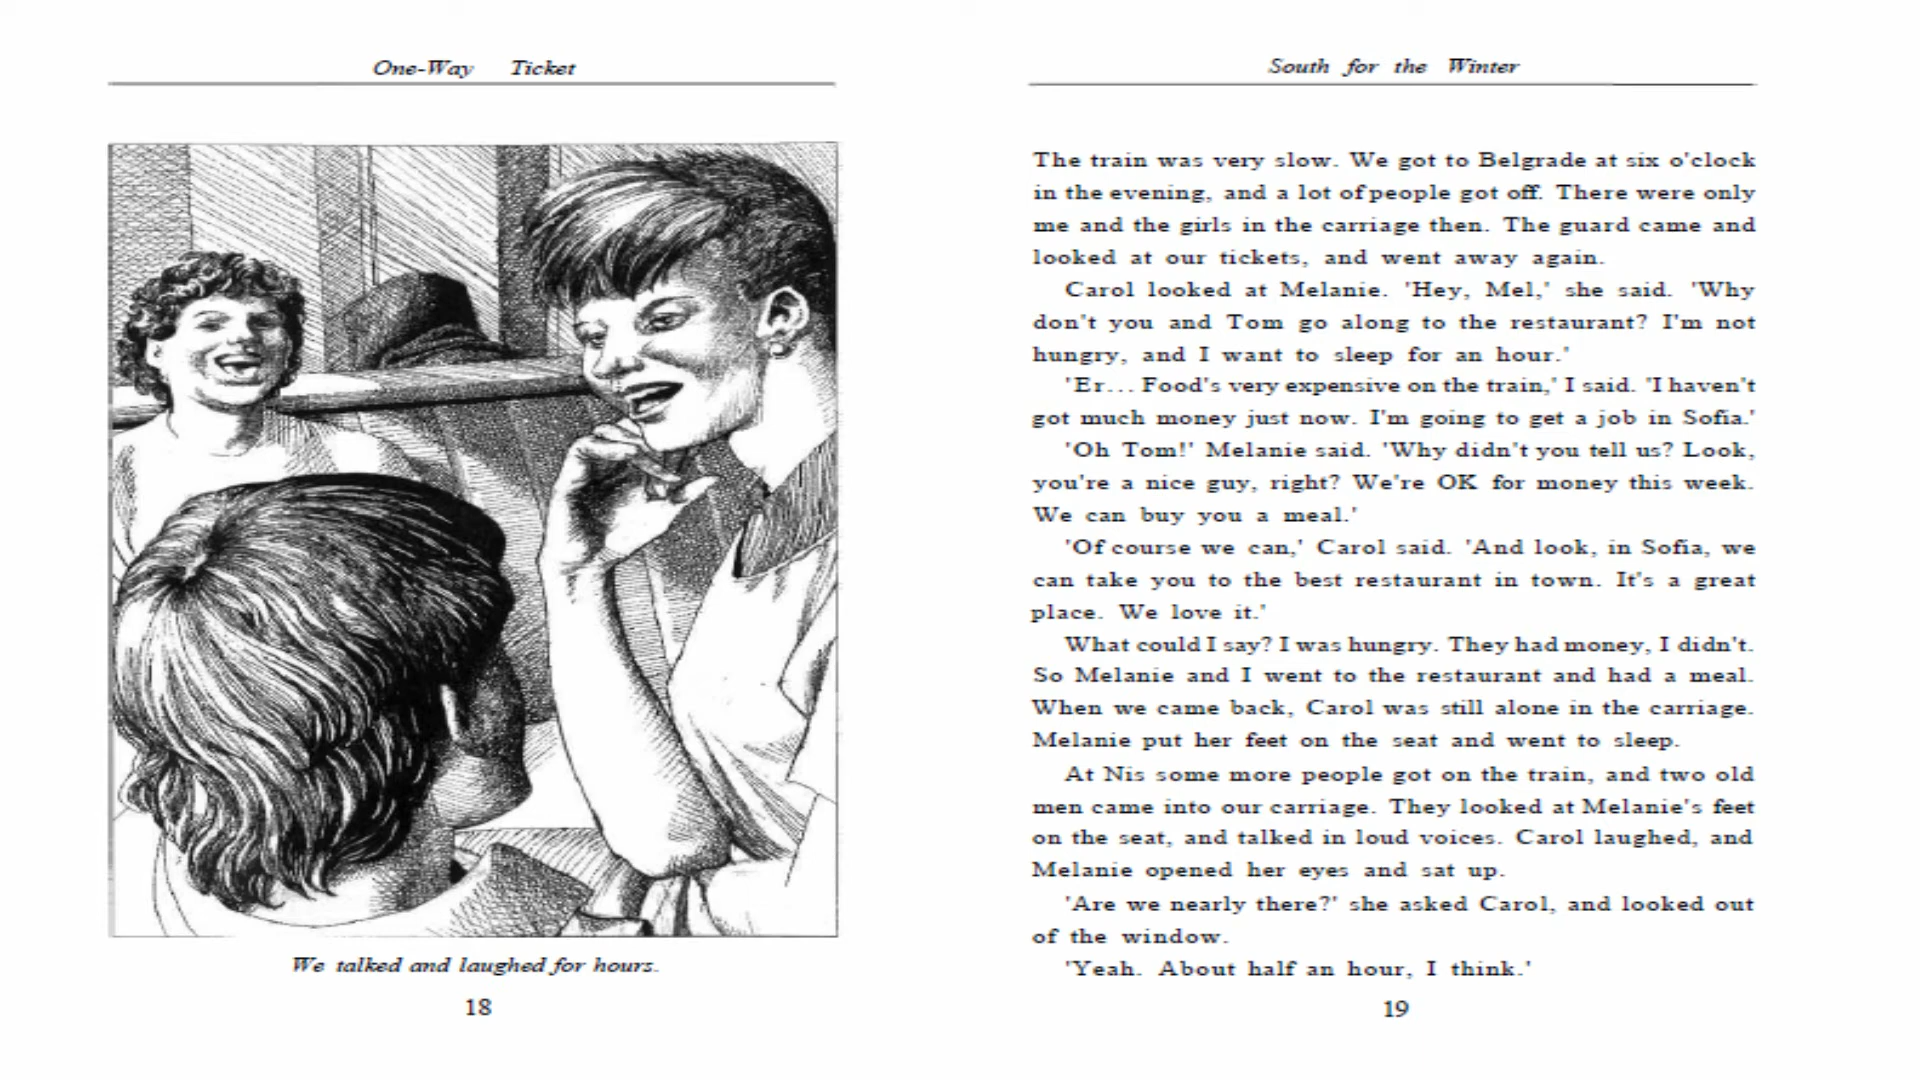 One-Way Ticket
We talked and laughed for hours.
18
South for the Winter
The train was very slow. We got to Belgrade at six o'clock
in the evening, and a lot of people got off. There were only
me and the girls in the carriage then. The guard came and
looked at our tickets, and went away again.
Carol looked at Melanie. 'Hey, Mel,' she said. 'Why
don't you and Tom go along to the restaurant? I'm not
hungry, and I want to sleep for an hour.'
'Er... Food's very expensive on the train,' I said. 'I haven't
got much money just now. I'm going to get a job in Sofia.'
'Oh Tom!' Melanie said. 'Why didn't you tell us? Look,
you're a nice guy, right? We're OK for money this week.
We can buy you a meal.'
'Of course we can,' Carol said. 'And look, in Sofia, we
can take you to the best restaurant in town. It's a great
place. We love it.'
What could I say? I was hungry. They had money, I didn't.
So Melanie and I went to the restaurant and had a meal.
When we came back, Carol was still alone in the carriage.
Melanie put her feet on the seat and went to sleep.
At Nis some more people got on the train, and two old
men came into our carriage. They looked at Melanie's feet
on the seat, and talked in loud voices. Carol laughed, and
Melanie opened her eyes and sat up.
'Are we nearly there?' she asked Carol, and looked out
of the window.
'Yeah. About half an hour, I think.'
19